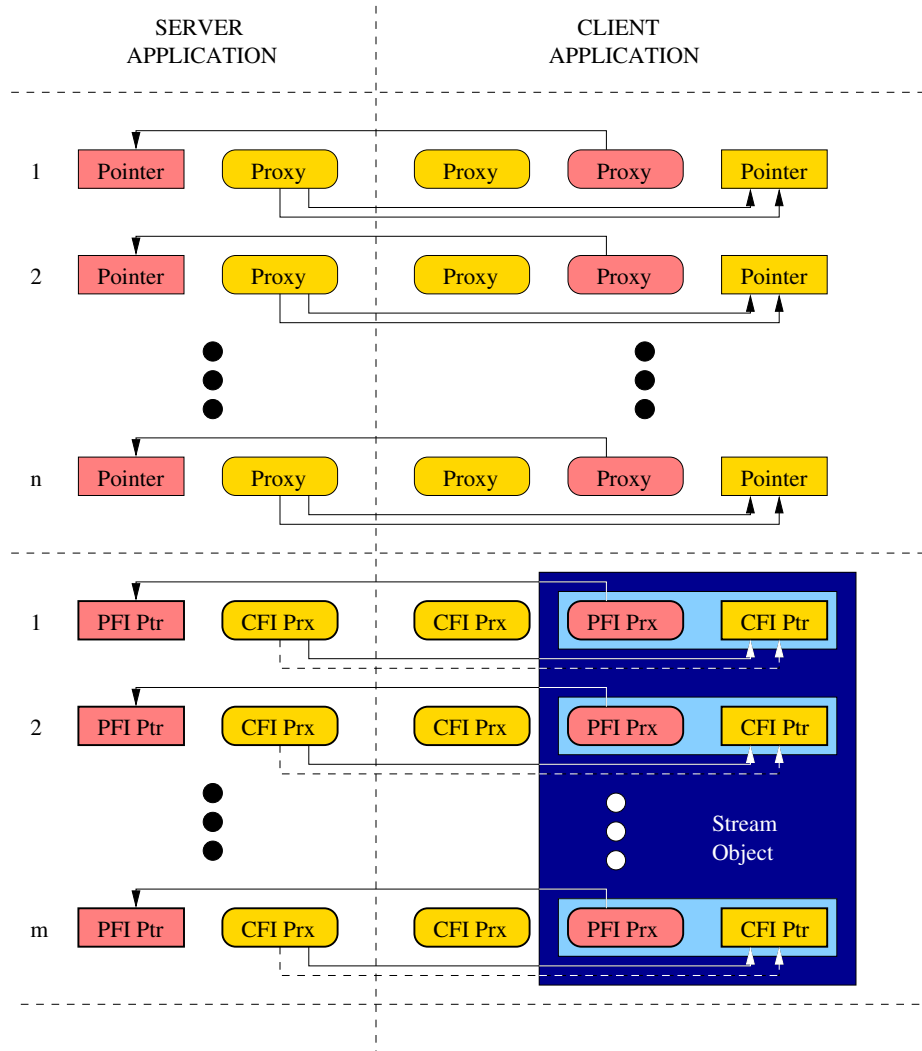 SERVER
APPLICATION
CLIENT
APPLICATION
1 Pointer Proxy Proxy Proxy Pointer
2 Pointer Proxy Proxy Proxy Pointer
n Pointer Proxy Proxy Proxy Pointer
1 PFI Ptr CFI Prx CFI Prx PFI Prx CFI Ptr
2 PFI Ptr CFI Prx CFI Prx PFI Prx CFI Ptr
Stream
Object
m PFI Ptr CFI Prx CFI Prx PFI Prx CFI Ptr